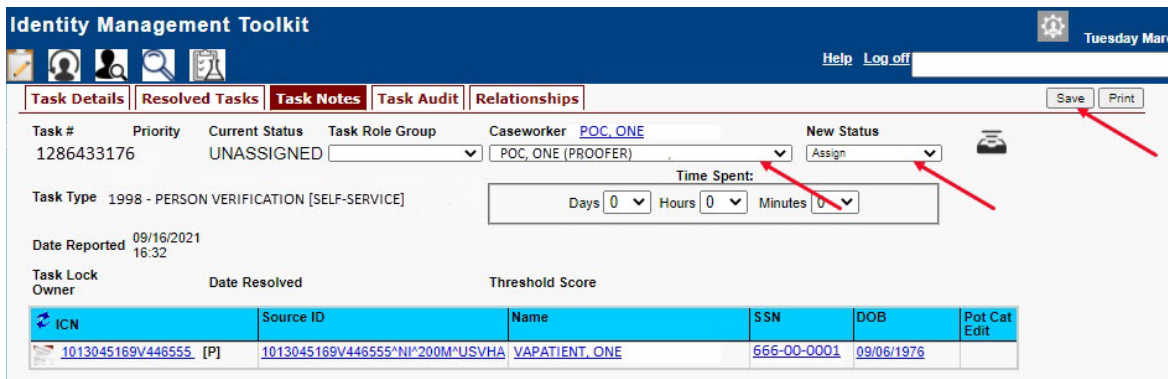 Identity Management Toolkit
Tuesday Mar
Help Log off
Task Details Resolved Tasks Task Notes Task Audit Relationships Save Print
Task # Priority Current Status Task Role Group Caseworker POC, ONE New Status
1286433176 UNASSIGNED POC, ONE (PROOFER) Assign
Time Spent:
Task Type 1998 - PERSON VERIFICATION [SELF-SERVICE] Days 0 Hours 0 Minutes 0
Date Reported 09/16/2021
16:32
Task Lock
Owner Date Resolved Threshold Score
ICN Source ID Name SSN DOB Pot Cat
Edit
1013045169V446555 [P] 1013045169V446555^NI^200M^USVHA VAPATIENT, ONE 666-00-0001 09/06/1976